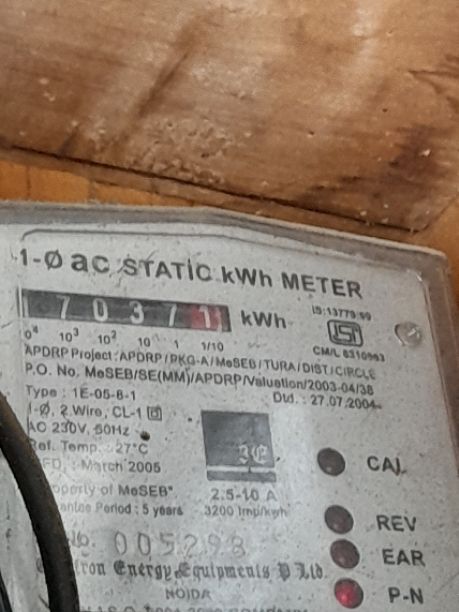 1-Ø ac STATIC kWh METER
7 0 3 7 1 kWh
IS:13779:99
ISI
10³ 10² 10 1 1/10
CM/L 8310963
APDRP Project : APDRP / PKG-A / MeSEB / TURA / DIST / CIRCLE
P.O. No. MeSEB/SE(MM)/APDRP/Valuation/2003-04/38
Dtd. : 27.07.2004
Type : 1E-05-8-1
1-Ø, 2 Wire, CL-1
AC 230V, 50Hz
Ref. Temp. : 27°C
MFD. : March 2005
CAL
Property of MeSEB"
2.5-10 A
Period : 5 years
3200 Imp/kwh
REV
No. 005298
EAR
Energy Equipments P Ltd.
P-N
NOIDA